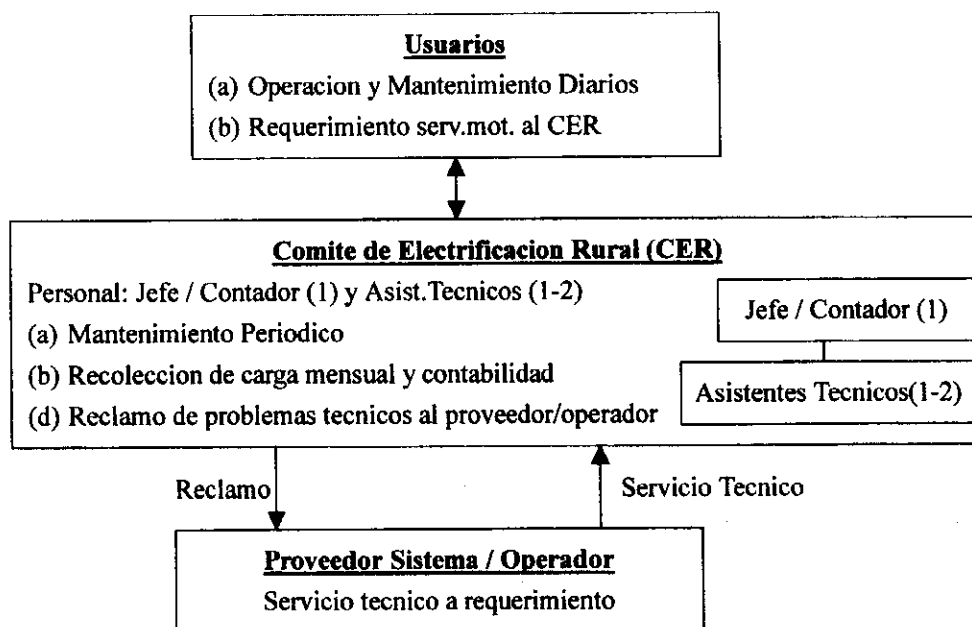 Usuarios
(a) Operacion y Mantenimiento Diarios
(b) Requerimiento serv.mot. al CER
Comite de Electrificacion Rural (CER)
Personal: Jefe / Contador (1) y Asist.Tecnicos (1-2)
(a) Mantenimiento Periodico
(b) Recoleccion de carga mensual y contabilidad
(d) Reclamo de problemas tecnicos al proveedor/operador
Jefe / Contador (1)
Asistentes Tecnicos(1-2)
Reclamo
Servicio Tecnico
Proveedor Sistema / Operador
Servicio tecnico a requerimiento